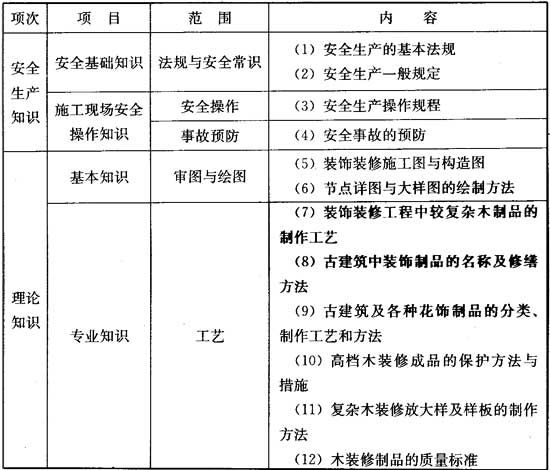 项次 项 目 范 围 内 容
安全生产知识 安全基础知识 法规与安全常识 （1）安全生产的基本法规
（2）安全生产一般规定
施工现场安全操作知识 安全操作 （3）安全生产操作规程
事故预防 （4）安全事故的预防
理论知识 基本知识 审图与绘图 （5）装饰装修施工图与构造图
（6）节点详图与大样图的绘制方法
专业知识 工艺 （7）装饰装修工程中较复杂木制品的
制作工艺
（8）古建筑中装饰制品的名称及修缮
方法
（9）古建筑及各种花饰制品的分类、
制作工艺和方法
（10）高档木装修成品的保护方法与
措施
（11）复杂木装修放大样及样板的制作
方法
（12）木装修制品的质量标准